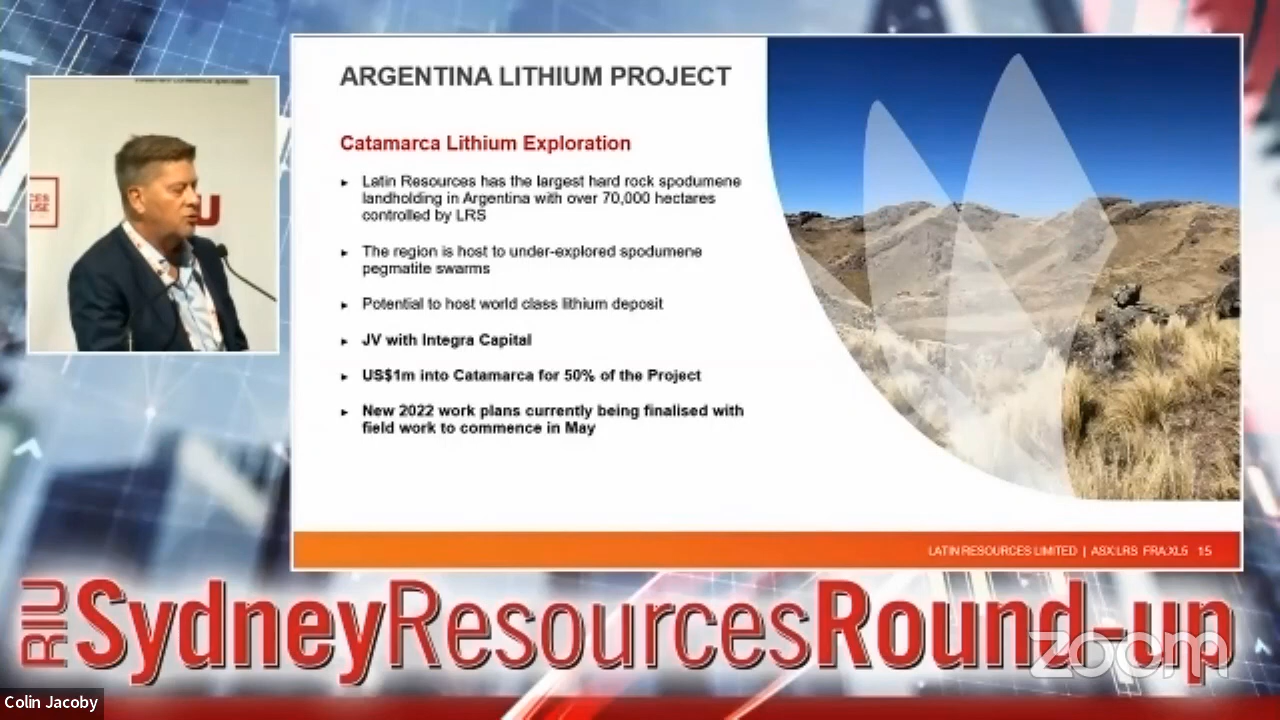 ARGENTINA LITHIUM PROJECT
Catamarca Lithium Exploration
Latin Resources has the largest hard rock spodumene
landholding in Argentina with over 70,000 hectares
controlled by LRS
The region is host to under-explored spodumene
pegmatite swarms
Potential to host world class lithium deposit
JV with Integra Capital
US$1m into Catamarca for 50% of the Project
New 2022 work plans currently being finalised with
field work to commence in May
LATIN RESOURCES LIMITED | ASX:LRS FRA:XL5 15
RIU SydneyResourcesRound-up
zoom
Colin Jacoby